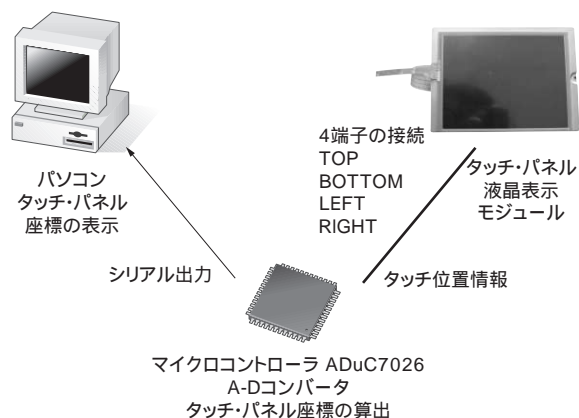 4端子の接続
TOP
BOTTOM
LEFT
RIGHT
タッチ・パネル
液晶表示
モジュール
パソコン
タッチ・パネル
座標の表示
シリアル出力
タッチ位置情報
マイクロコントローラ ADuC7026
A-Dコンバータ
タッチ・パネル座標の算出